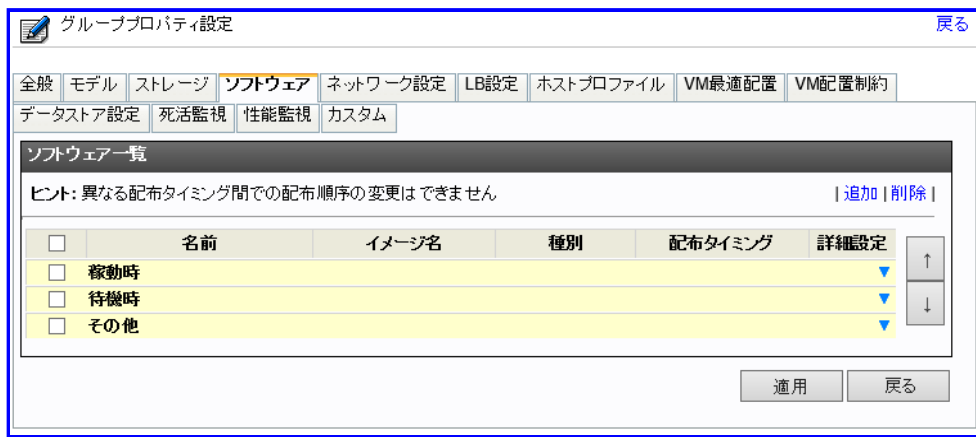 グループプロパティ設定 戻る
全般 モデル ストレージ ソフトウェア ネットワーク設定 LB設定 ホストプロファイル VM最適配置 VM配置制約
データストア設定 死活監視 性能監視 カスタム
ソフトウェア一覧
ヒント: 異なる配布タイミング間での配布順序の変更はできません | 追加 | 削除 |
名前 イメージ名 種別 配布タイミング 詳細設定
↑
稼動時 ▼
待機時 ▼
↓
その他 ▼
適用 戻る